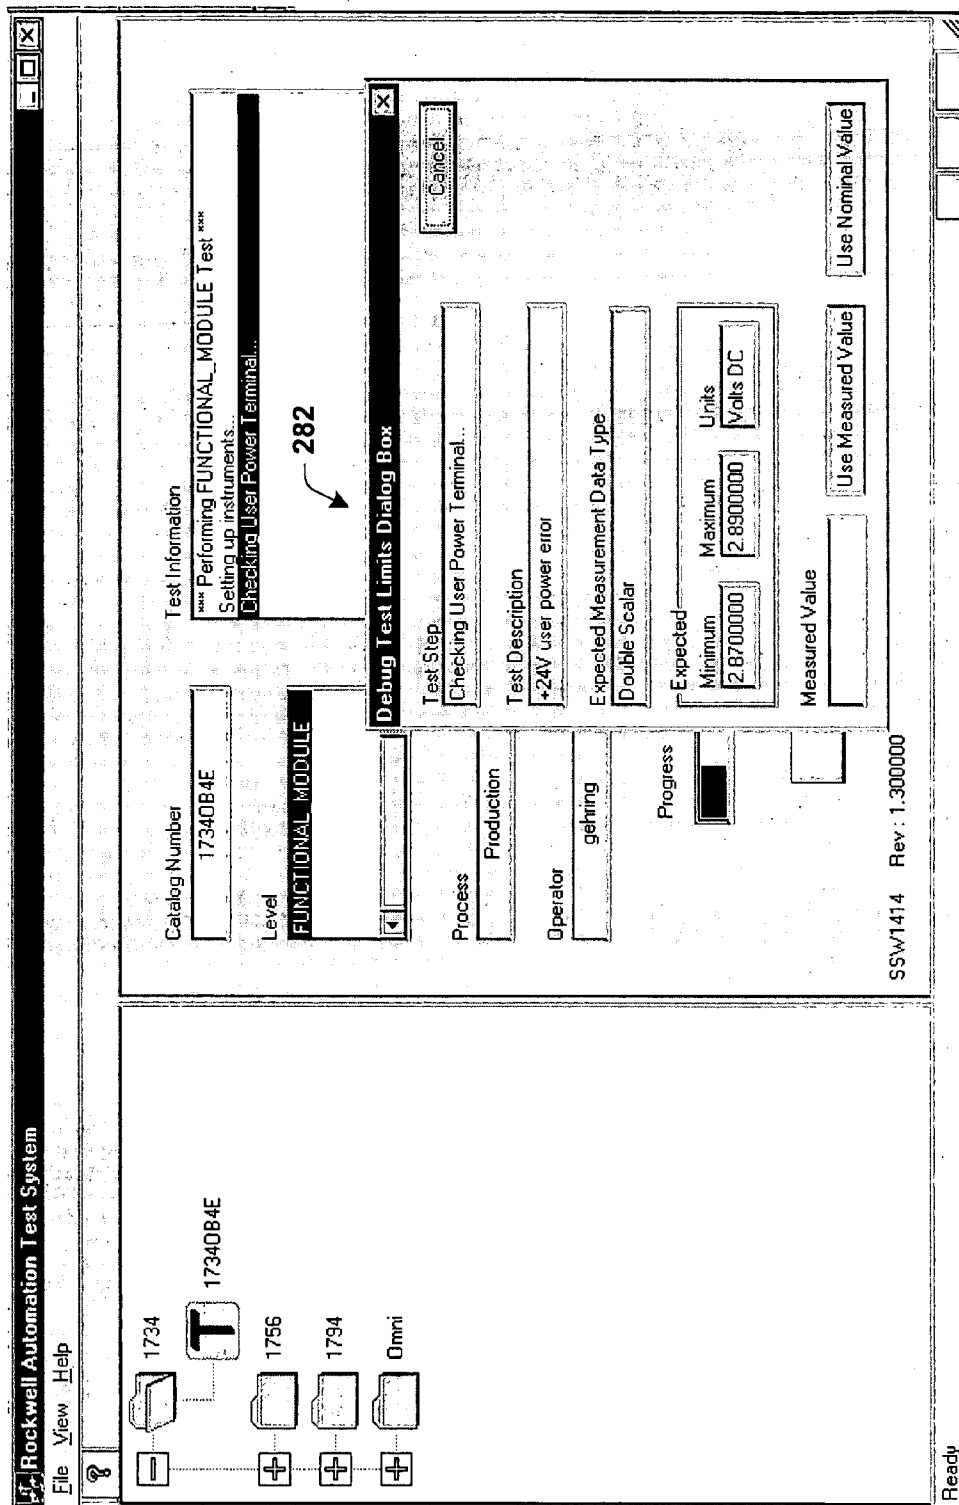 Rockwell Automation Test System
File View Help
?
1734
1734OB4E
1756
1794
Omni
Catalog Number
1734OB4E
Level
FUNCTIONAL_MODULE
Process
Production
Operator
gehring
Progress
SSW1414 Rev : 1.300000
Test Information
*** Performing FUNCTIONAL_MODULE Test ***
Setting up instruments...
Checking User Power Terminal...
282
Debug Test Limits Dialog Box
Test Step
Checking User Power Terminal...
Cancel
Test Description
+24V user power error
Expected Measurement Data Type
Double Scalar
Expected
Minimum Maximum Units
2.8700000 2.8900000 Volts DC
Measured Value
Use Measured Value Use Nominal Value
Ready